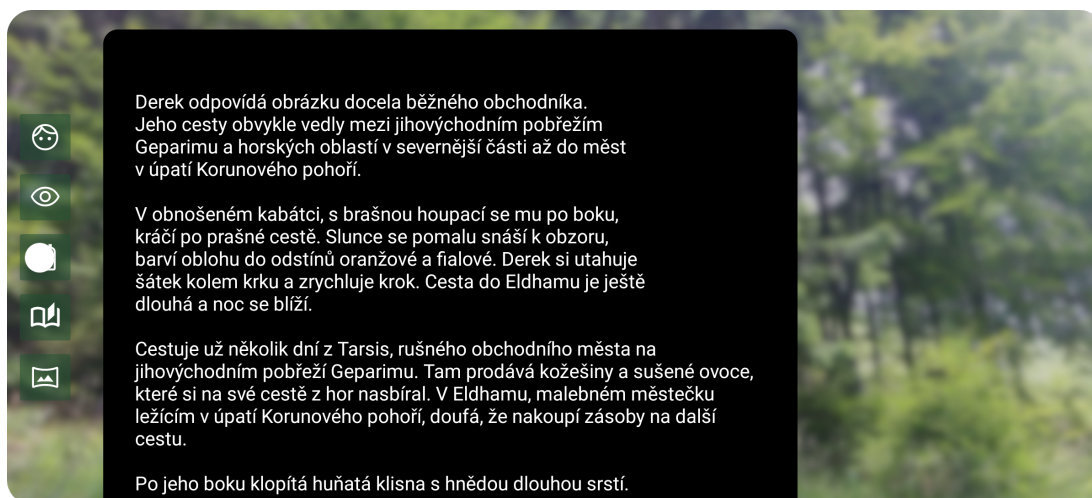 Derek odpovídá obrázku docela běžného obchodníka.
Jeho cesty obvykle vedly mezi jihovýchodním pobřežím
Geparimu a horských oblastí v severnější části až do měst
v úpatí Korunového pohoří.
V obnošeném kabátci, s brašnou houpací se mu po boku,
kráčí po prašné cestě. Slunce se pomalu snáší k obzoru,
barví oblohu do odstínů oranžové a fialové. Derek si utahuje
šátek kolem krku a zrychluje krok. Cesta do Eldhamu je ještě
dlouhá a noc se blíží.
Cestuje už několik dní z Tarsis, rušného obchodního města na
jihovýchodním pobřeží Geparimu. Tam prodává kožešiny a sušené ovoce,
které si na své cestě z hor nasbíral. V Eldhamu, malebném městečku
ležícím v úpatí Korunového pohoří, doufá, že nakoupí zásoby na další
cestu.
Po jeho boku klopítá huňatá klisna s hnědou dlouhou srstí.